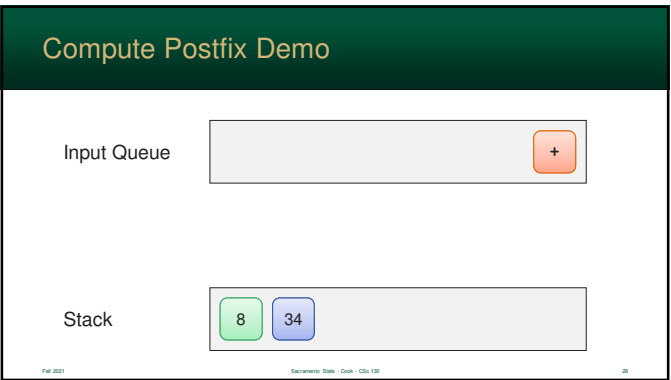 Compute Postfix Demo
Input Queue
+
Stack
8 34
Fall 2021 Sacramento State - Cook - CSc 130 28